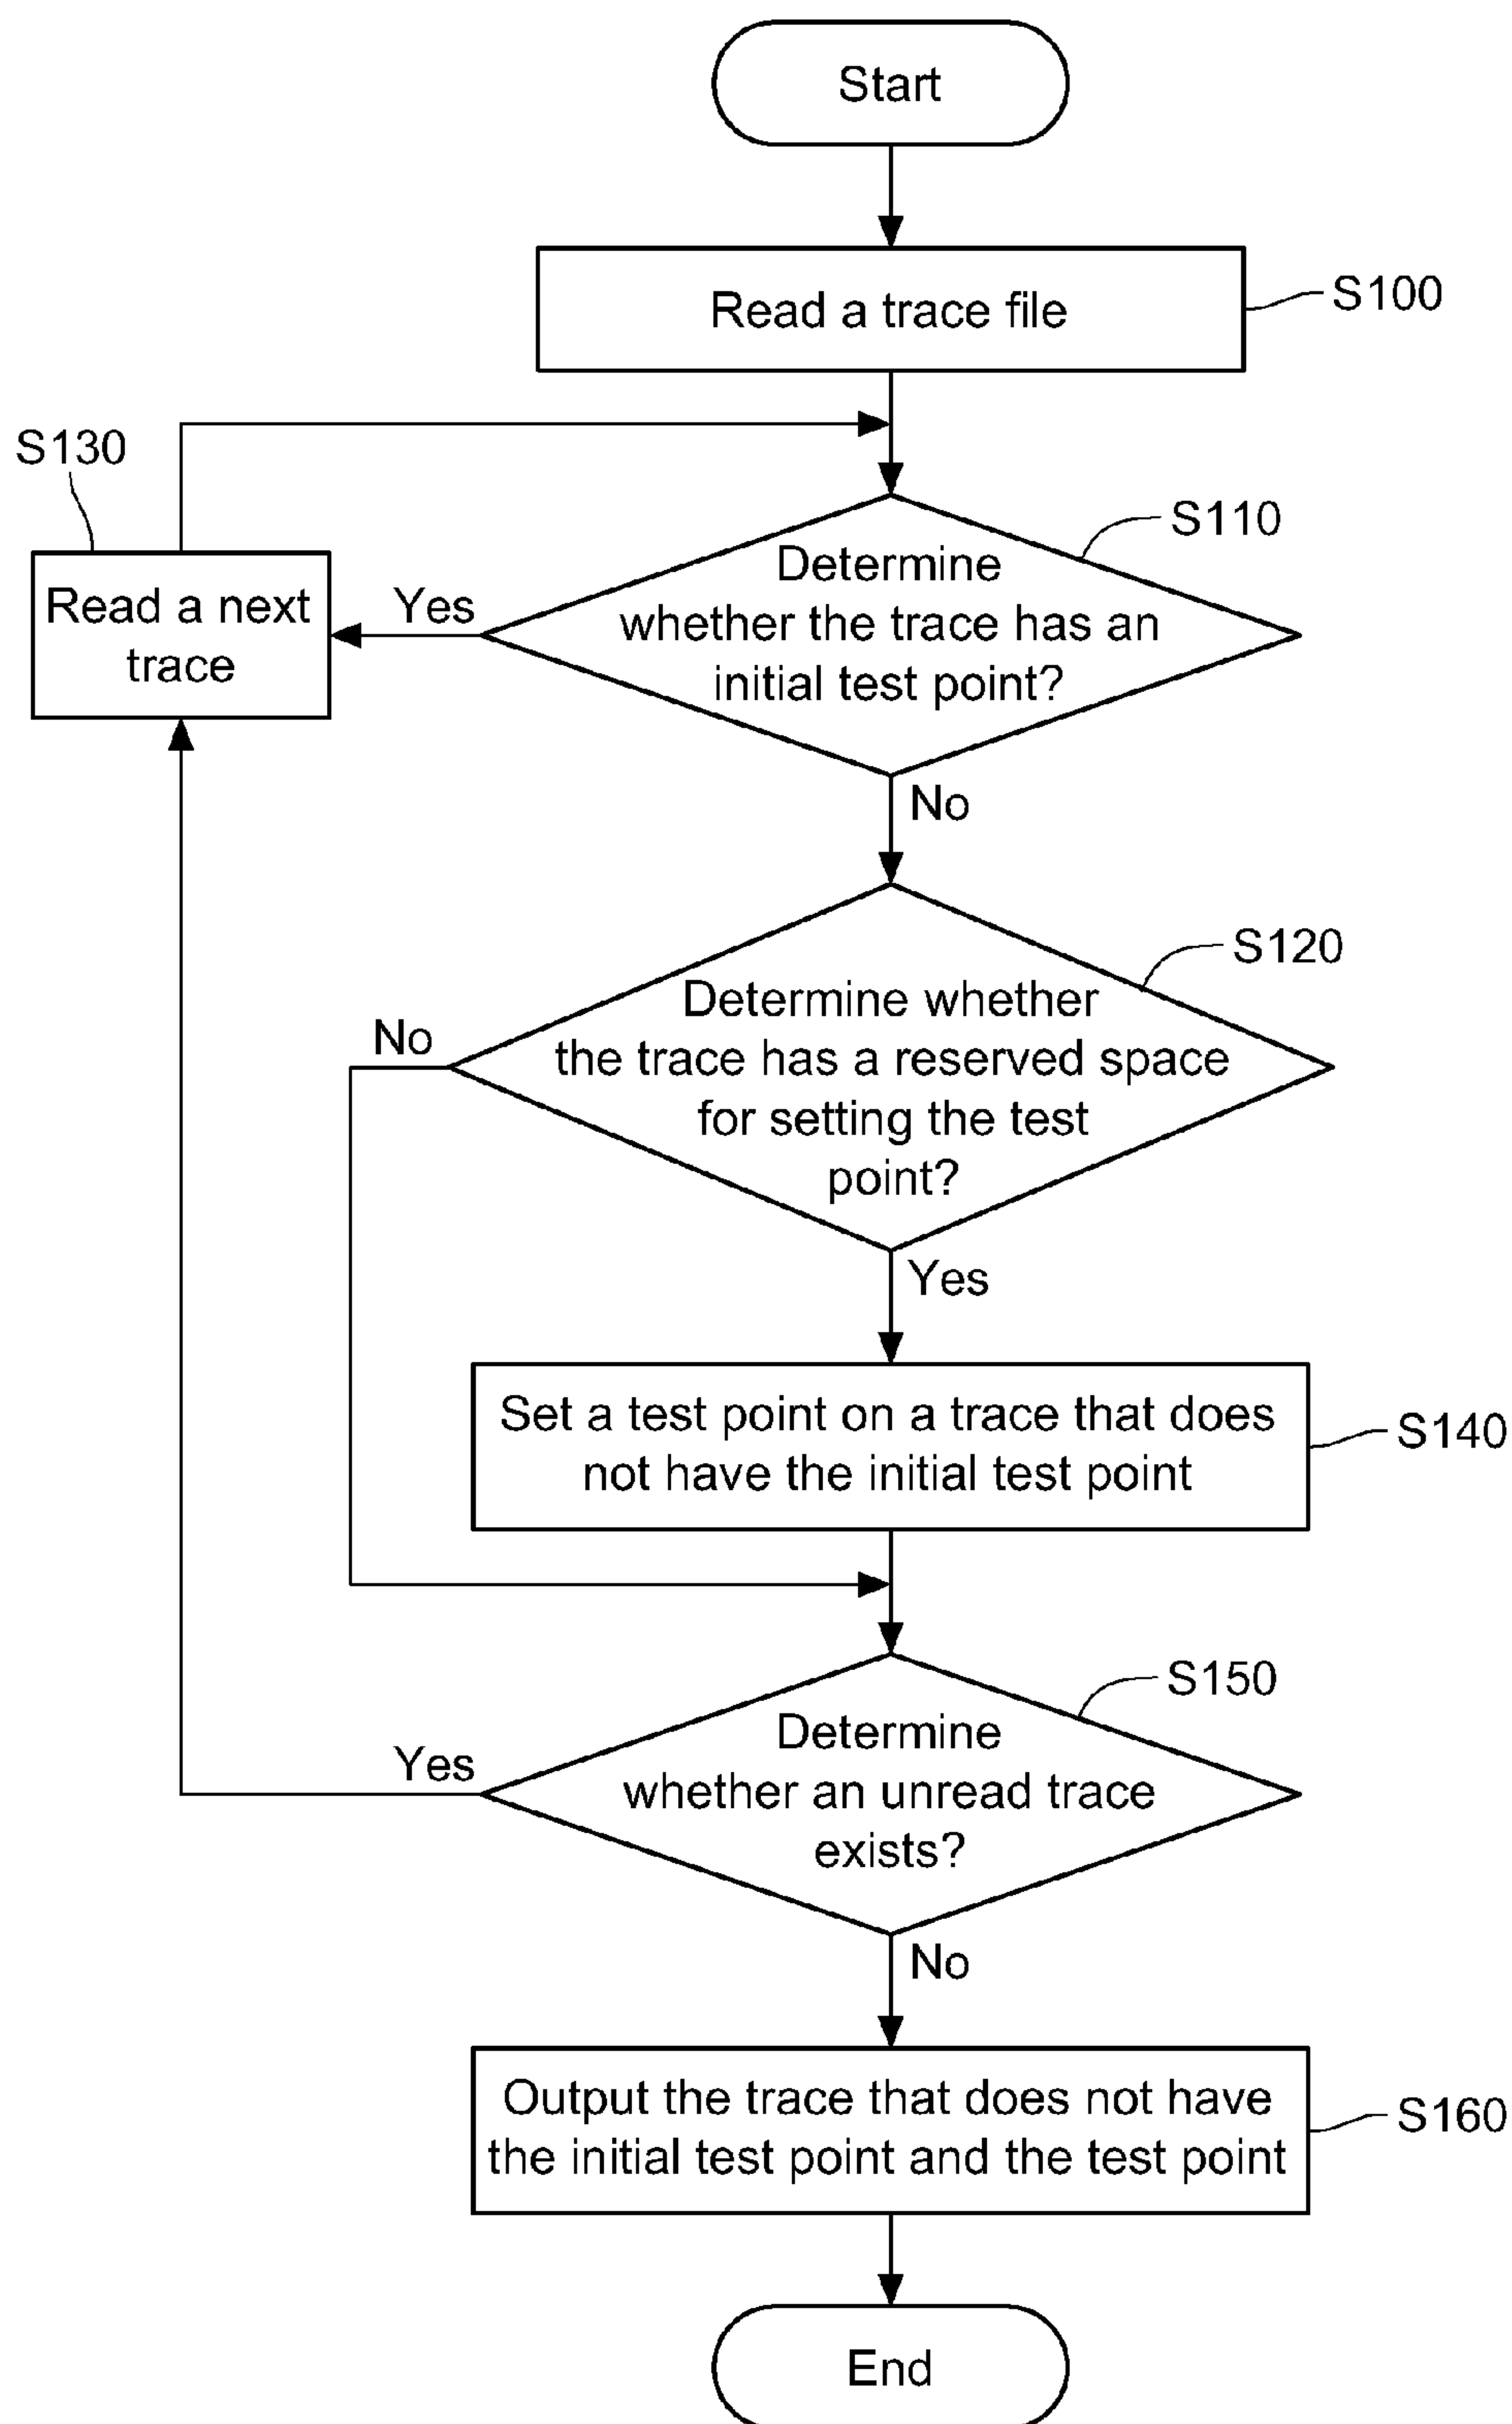 Start
Read a trace file
S100
S130
S110
Read a next
trace
Yes
Determine
whether the trace has an
initial test point?
No
S120
No
Determine whether
the trace has a reserved space
for setting the test
point?
Yes
Set a test point on a trace that does
not have the initial test point
S140
S150
Yes
Determine
whether an unread trace
exists?
No
Output the trace that does not have
the initial test point and the test point
S160
End